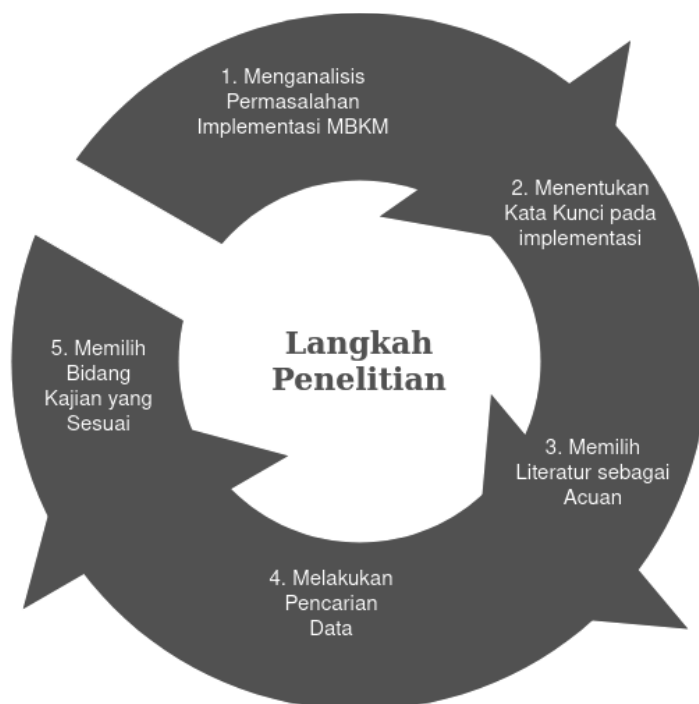 1. Menganalisis
Permasalahan
Implementasi MBKM
2. Menentukan
Kata Kunci pada
implementasi
Langkah
Penelitian
5. Memilih
Bidang
Kajian yang
Sesuai
3. Memilih
Literatur sebagai
Acuan
4. Melakukan
Pencarian
Data